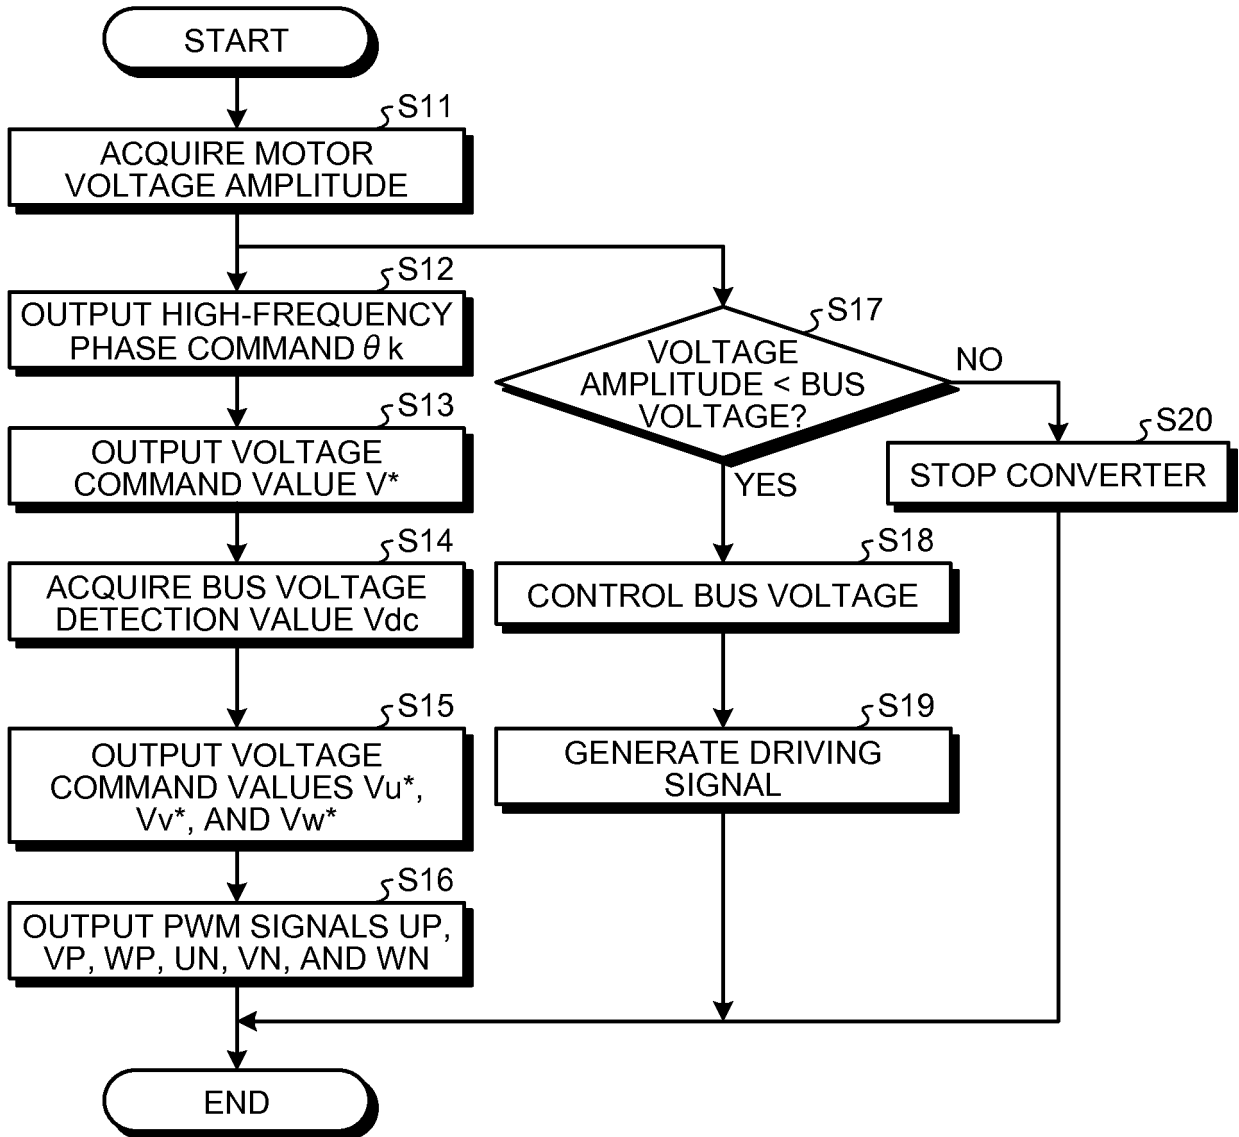 START
S11
ACQUIRE MOTOR
VOLTAGE AMPLITUDE
S12
OUTPUT HIGH-FREQUENCY
PHASE COMMAND θ k
S13
OUTPUT VOLTAGE
COMMAND VALUE V*
S14
ACQUIRE BUS VOLTAGE
DETECTION VALUE Vdc
S15
OUTPUT VOLTAGE
COMMAND VALUES Vu*,
Vv*, AND Vw*
S16
OUTPUT PWM SIGNALS UP,
VP, WP, UN, VN, AND WN
S17
VOLTAGE
AMPLITUDE < BUS
VOLTAGE?
NO
YES
S18
CONTROL BUS VOLTAGE
S19
GENERATE DRIVING
SIGNAL
S20
STOP CONVERTER
END